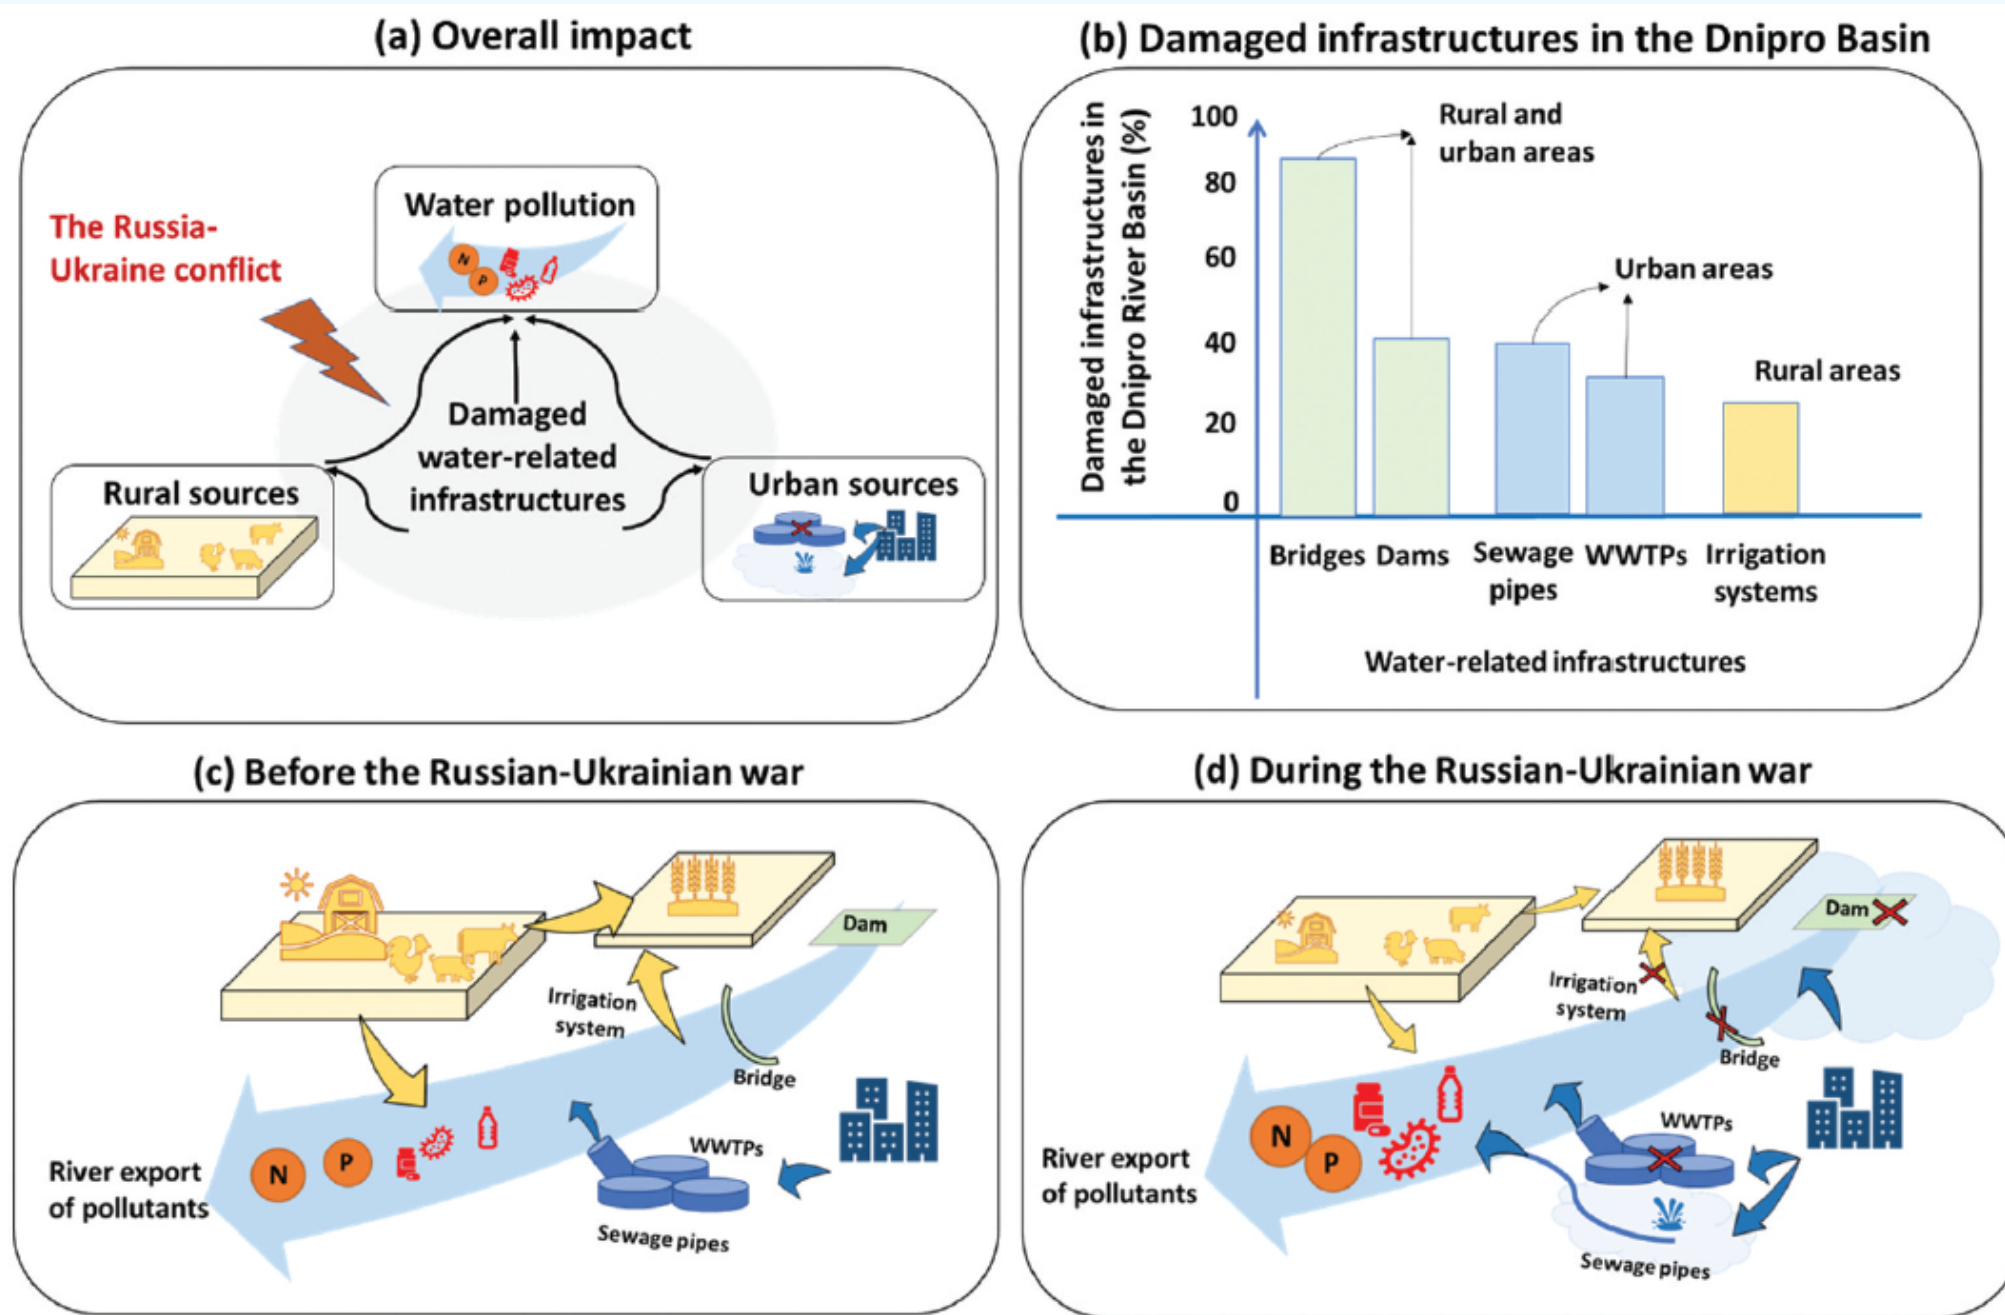 (a) Overall impact
The Russia-
Ukraine conflict
Water pollution
N
P
Damaged
water-related
infrastructures
Rural sources
Urban sources
(b) Damaged infrastructures in the Dnipro Basin
Damaged infrastructures in
the Dnipro River Basin (%)
100
80
60
40
20
0
Rural and
urban areas
Urban areas
Rural areas
Bridges
Dams
Sewage
pipes
WWTPs
Irrigation
systems
Water-related infrastructures
(c) Before the Russian-Ukrainian war
Dam
Irrigation
system
Bridge
N
P
WWTPs
River export
of pollutants
Sewage pipes
(d) During the Russian-Ukrainian war
Dam
Irrigation
system
Bridge
N
P
WWTPs
River export
of pollutants
Sewage pipes